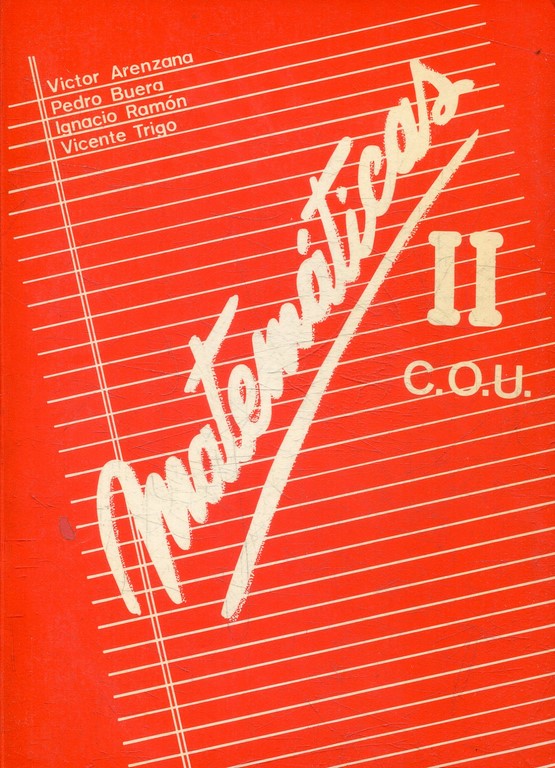 Victor Arenzana
Pedro Buera
Ignacio Ramón
Vicente Trigo
Matemáticas
II
C.O.U.